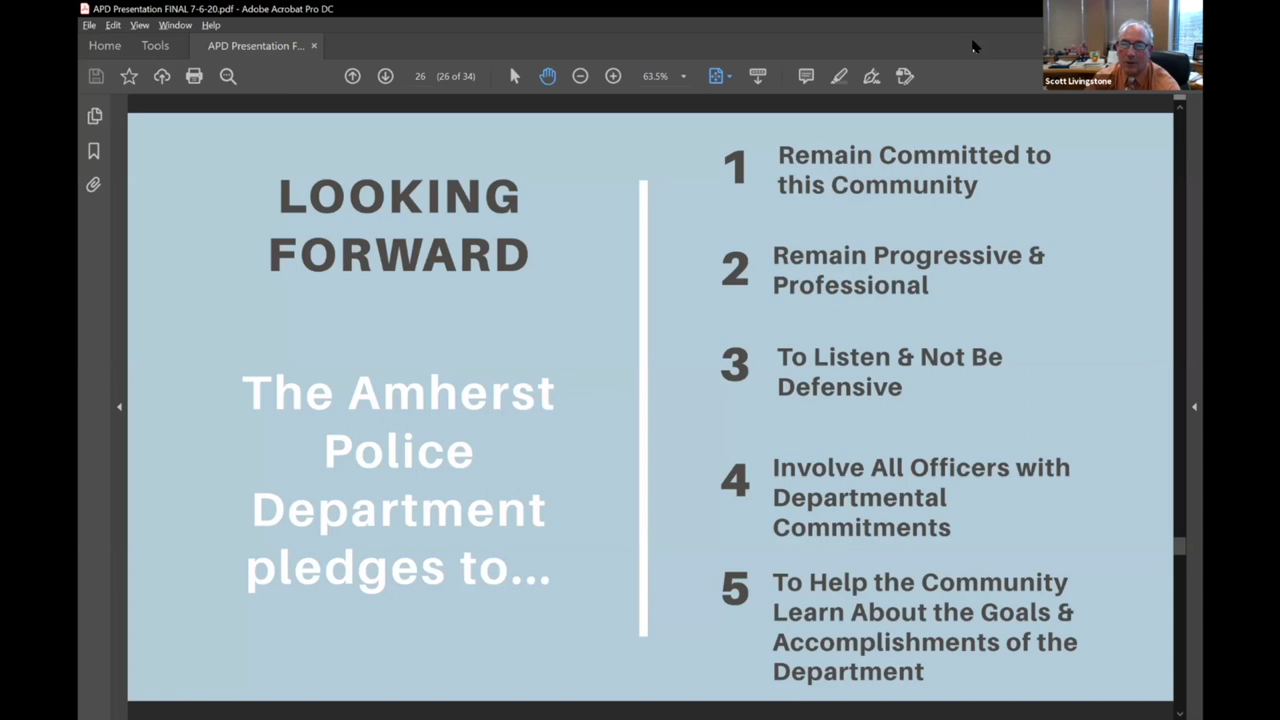 APD Presentation FINAL 7-6-20.pdf - Adobe Acrobat Pro DC
File Edit View Window Help
Home Tools APD Presentation F... ×
26 (26 of 34) 63.5%
Scott Livingstone
LOOKING
FORWARD
The Amherst
Police
Department
pledges to...
1 Remain Committed to
this Community
2 Remain Progressive &
Professional
3 To Listen & Not Be
Defensive
4 Involve All Officers with
Departmental
Commitments
5 To Help the Community
Learn About the Goals &
Accomplishments of the
Department